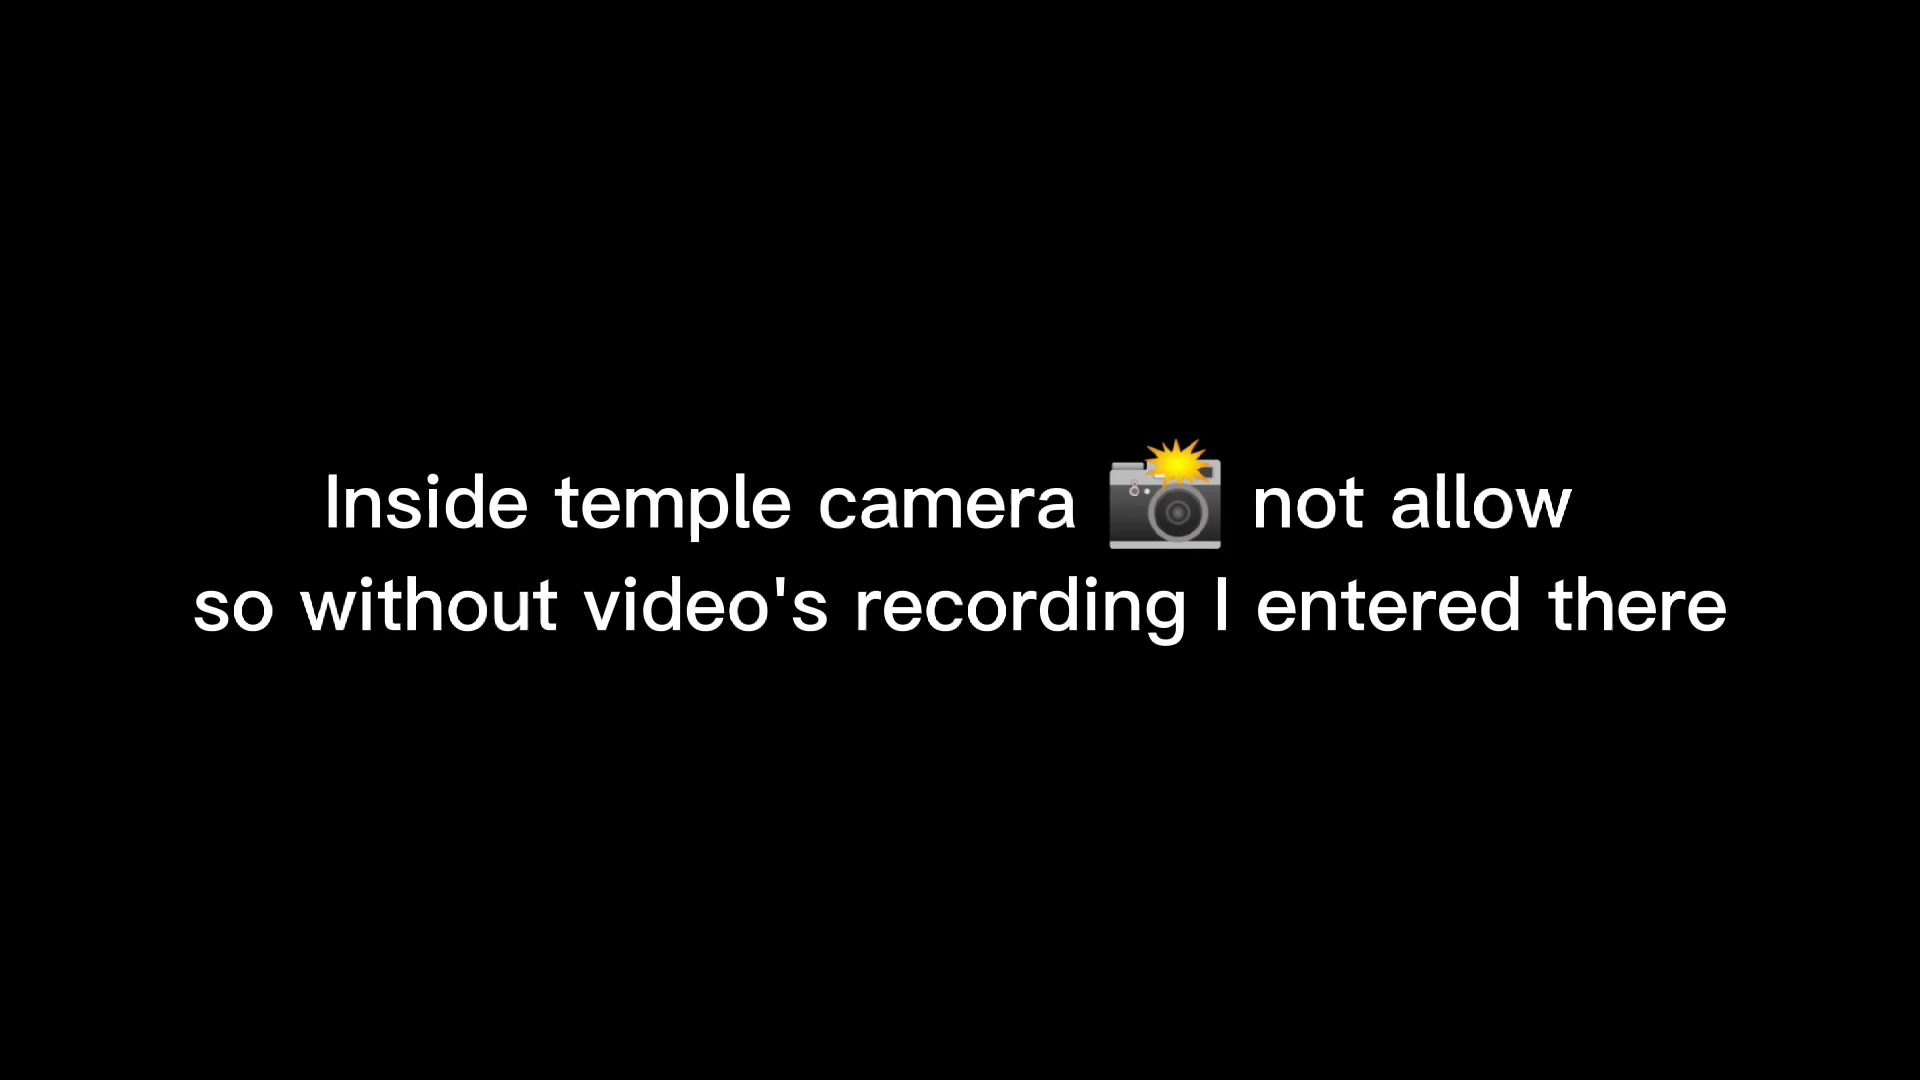 Inside temple camera 📸 not allow
so without video's recording I entered there